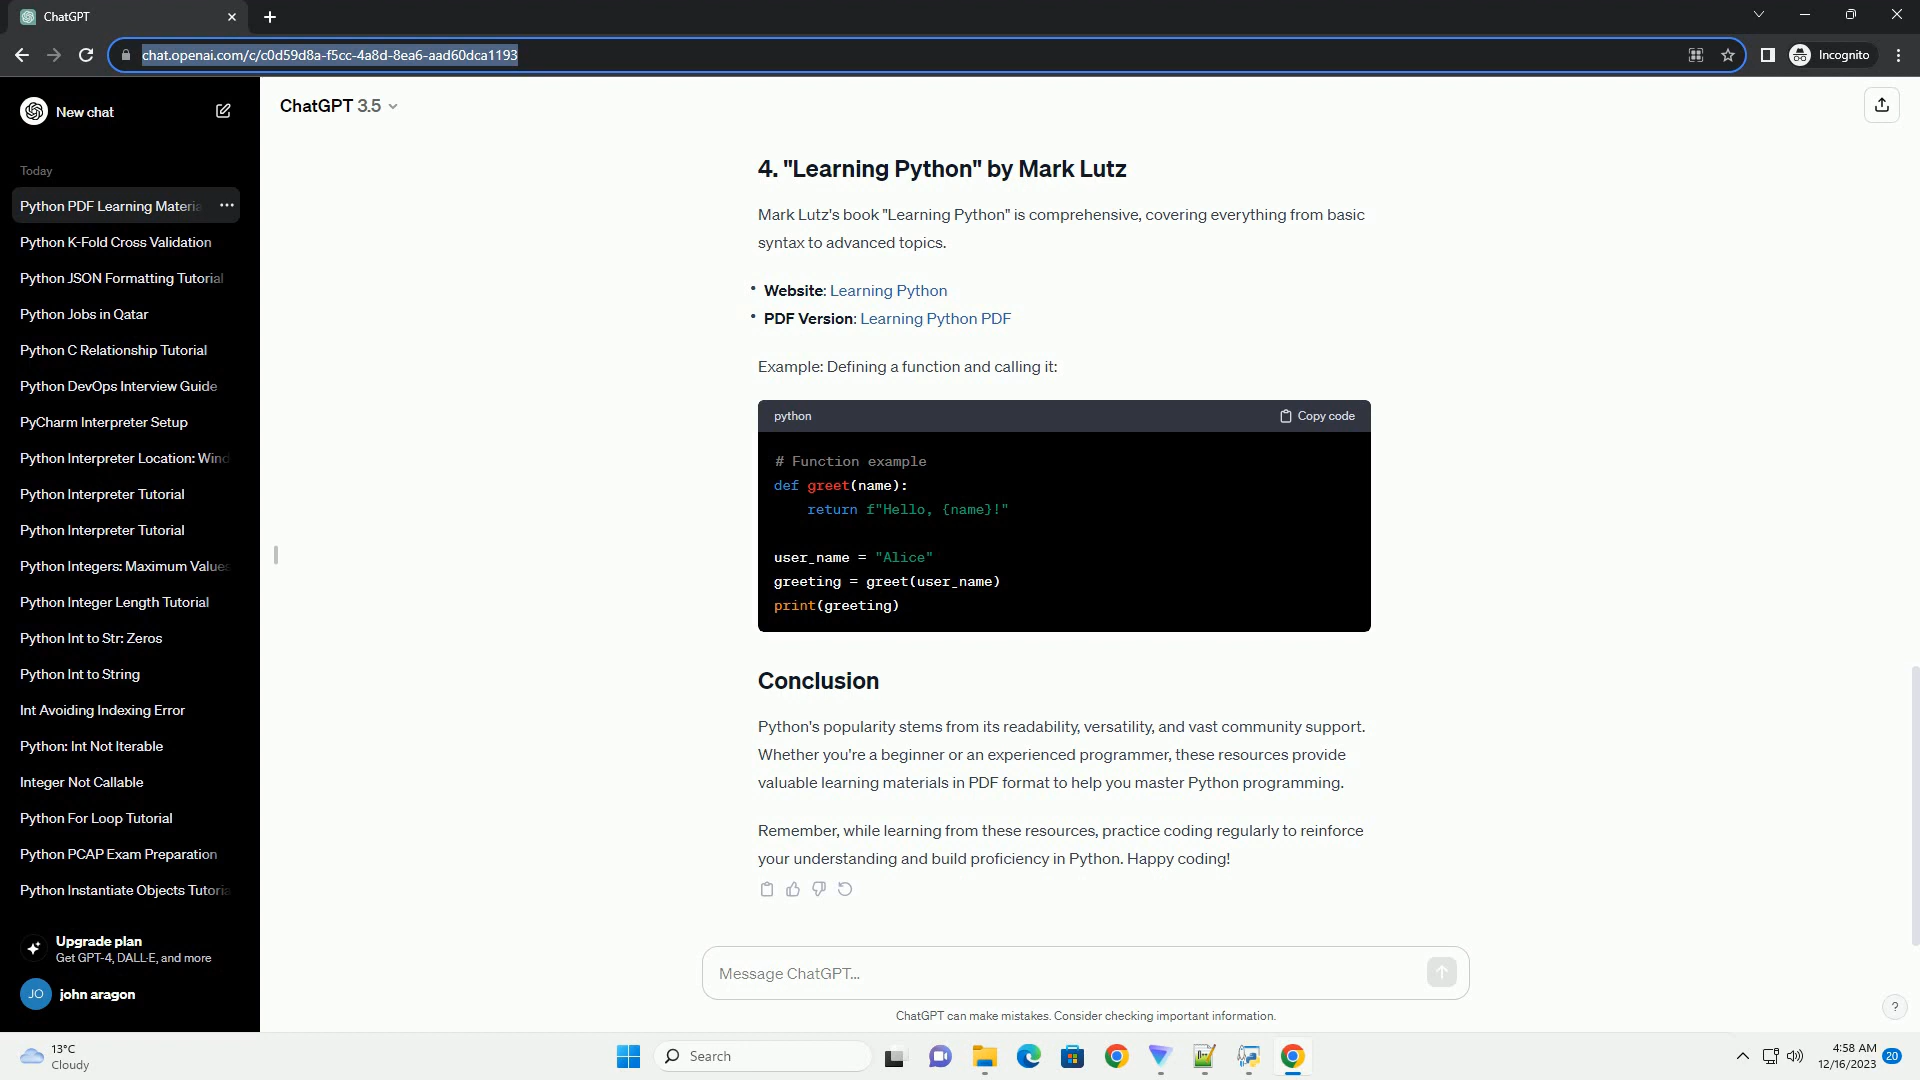 ChatGPT
chat.openai.com/c/c0d59d8a-f5cc-4a8d-8ea6-aad60dca1193
Incognito
New chat
Today
Python PDF Learning Materia
Python K-Fold Cross Validation
Python JSON Formatting Tutorial
Python Jobs in Qatar
Python C Relationship Tutorial
Python DevOps Interview Guide
PyCharm Interpreter Setup
Python Interpreter Location: Wind
Python Interpreter Tutorial
Python Interpreter Tutorial
Python Integers: Maximum Values
Python Integer Length Tutorial
Python Int to Str: Zeros
Python Int to String
Int Avoiding Indexing Error
Python: Int Not Iterable
Integer Not Callable
Python For Loop Tutorial
Python PCAP Exam Preparation
Python Instantiate Objects Tutoria
Upgrade plan
Get GPT-4, DALL·E, and more
JO
john aragon
ChatGPT 3.5
4. "Learning Python" by Mark Lutz
Mark Lutz's book "Learning Python" is comprehensive, covering everything from basic
syntax to advanced topics.
• Website: Learning Python
• PDF Version: Learning Python PDF
Example: Defining a function and calling it:
python
Copy code
# Function example
def greet(name):
    return f"Hello, {name}!"
user_name = "Alice"
greeting = greet(user_name)
print(greeting)
Conclusion
Python's popularity stems from its readability, versatility, and vast community support.
Whether you're a beginner or an experienced programmer, these resources provide
valuable learning materials in PDF format to help you master Python programming.
Remember, while learning from these resources, practice coding regularly to reinforce
your understanding and build proficiency in Python. Happy coding!
Message ChatGPT...
ChatGPT can make mistakes. Consider checking important information.
?
13°C
Cloudy
Search
4:58 AM
12/16/2023
20